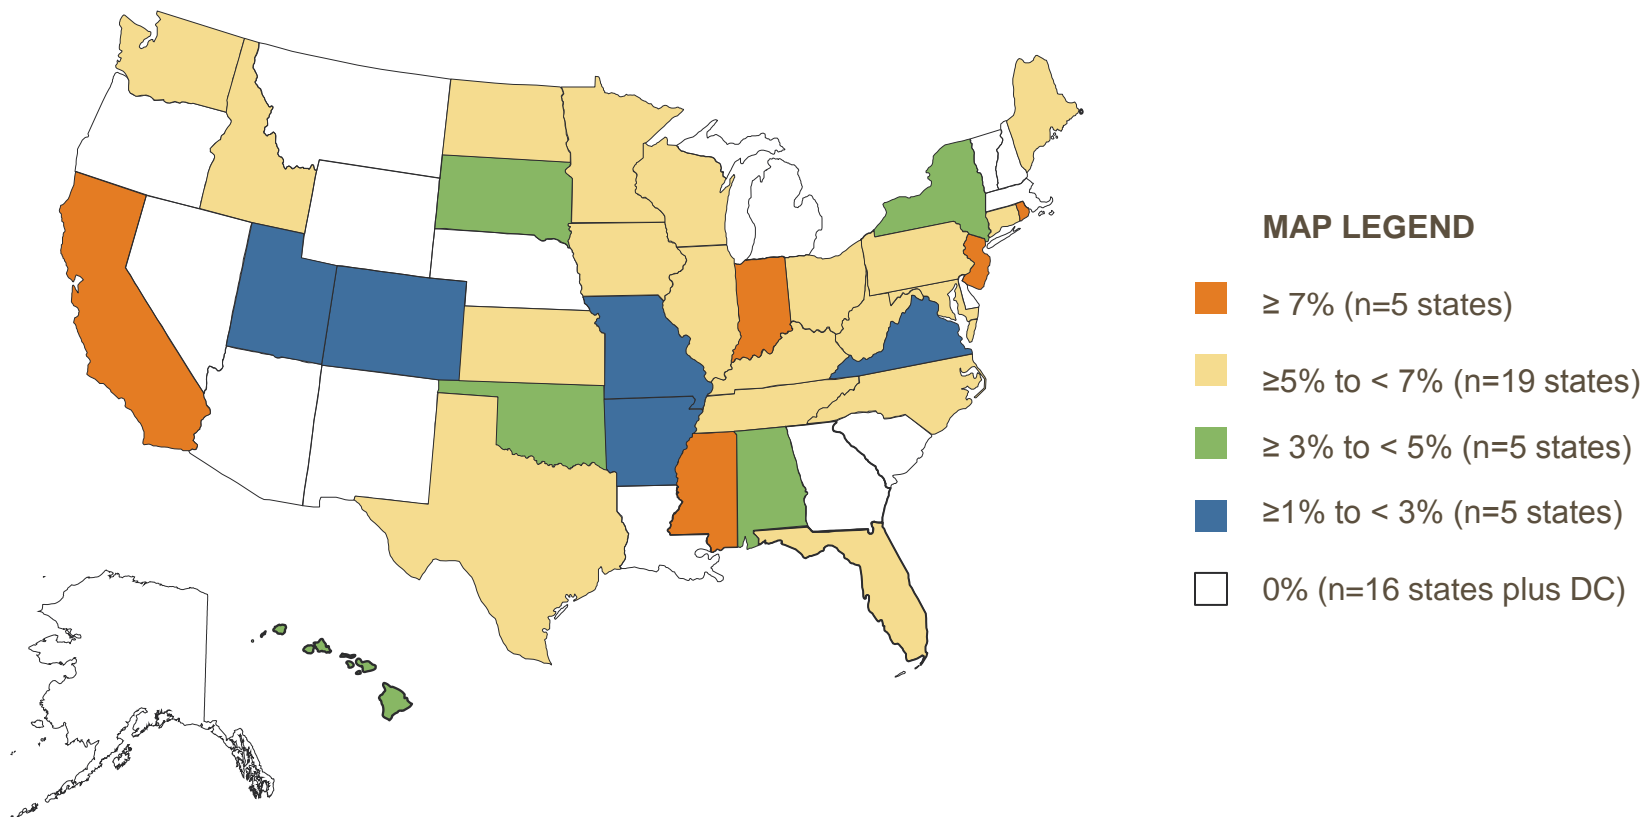 MAP LEGEND
≥ 7% (n=5 states)
≥5% to < 7% (n=19 states)
≥ 3% to < 5% (n=5 states)
≥1% to < 3% (n=5 states)
0% (n=16 states plus DC)